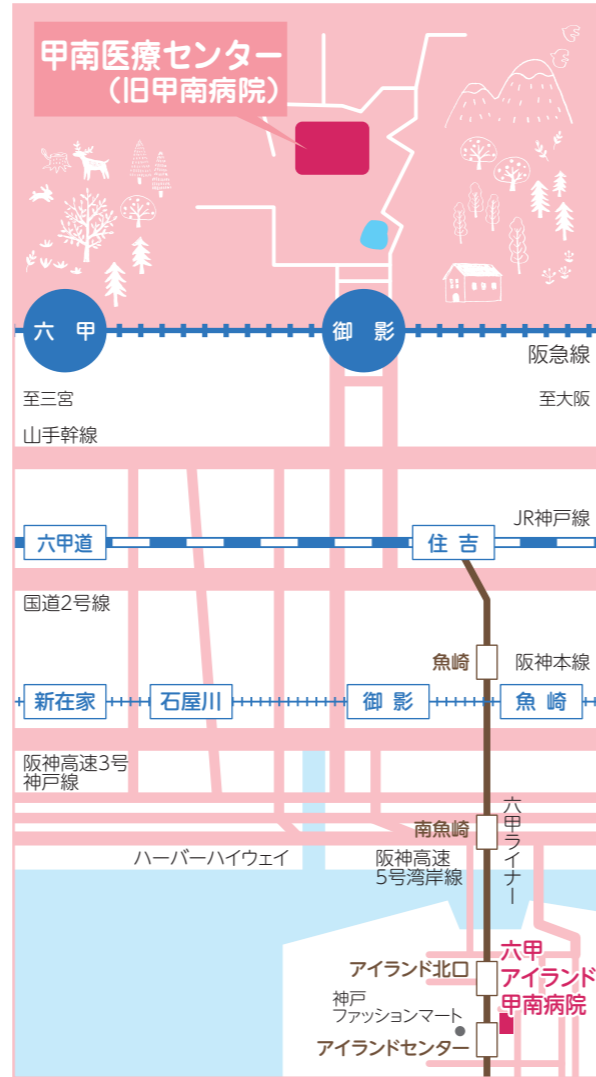 甲南医療センター
（旧甲南病院）
六甲
御影
阪急線
至三宮
至大阪
山手幹線
JR神戸線
六甲道
住吉
国道2号線
魚崎
阪神本線
新在家
石屋川
御影
魚崎
阪神高速3号
神戸線
六甲ライナー
南魚崎
ハーバーハイウェイ
阪神高速
5号湾岸線
六甲
アイランド
甲南病院
アイランド北口
神戸
ファッションマート
アイランドセンター